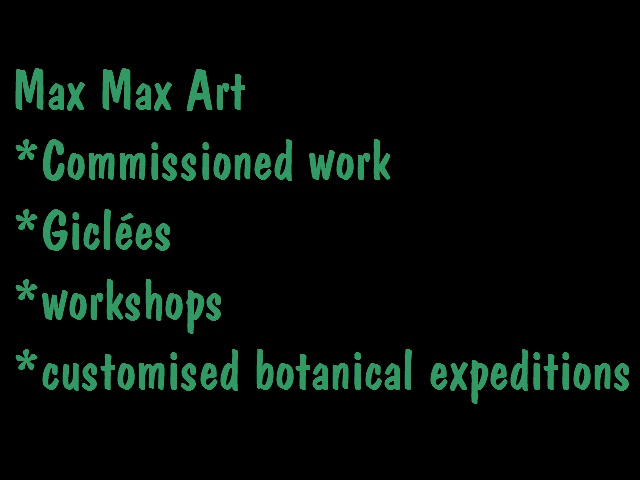 Max Max Art
*Commissioned work
*Giclées
*workshops
*customised botanical expeditions